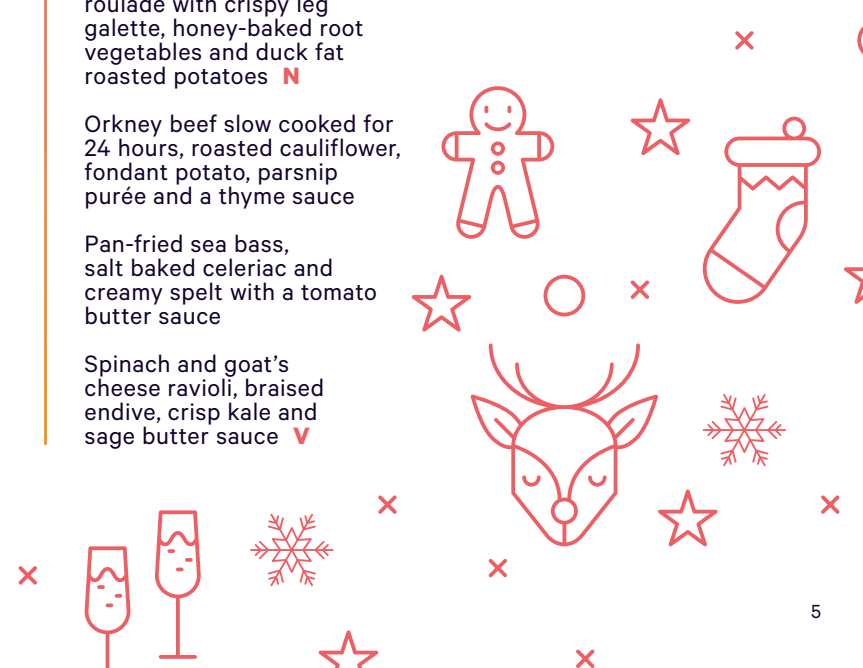 roulade with crispy leg
galette, honey-baked root
vegetables and duck fat
roasted potatoes N
Orkney beef slow cooked for
24 hours, roasted cauliflower,
fondant potato, parsnip
purée and a thyme sauce
Pan-fried sea bass,
salt baked celeriac and
creamy spelt with a tomato
butter sauce
Spinach and goat's
cheese ravioli, braised
endive, crisp kale and
sage butter sauce V
5